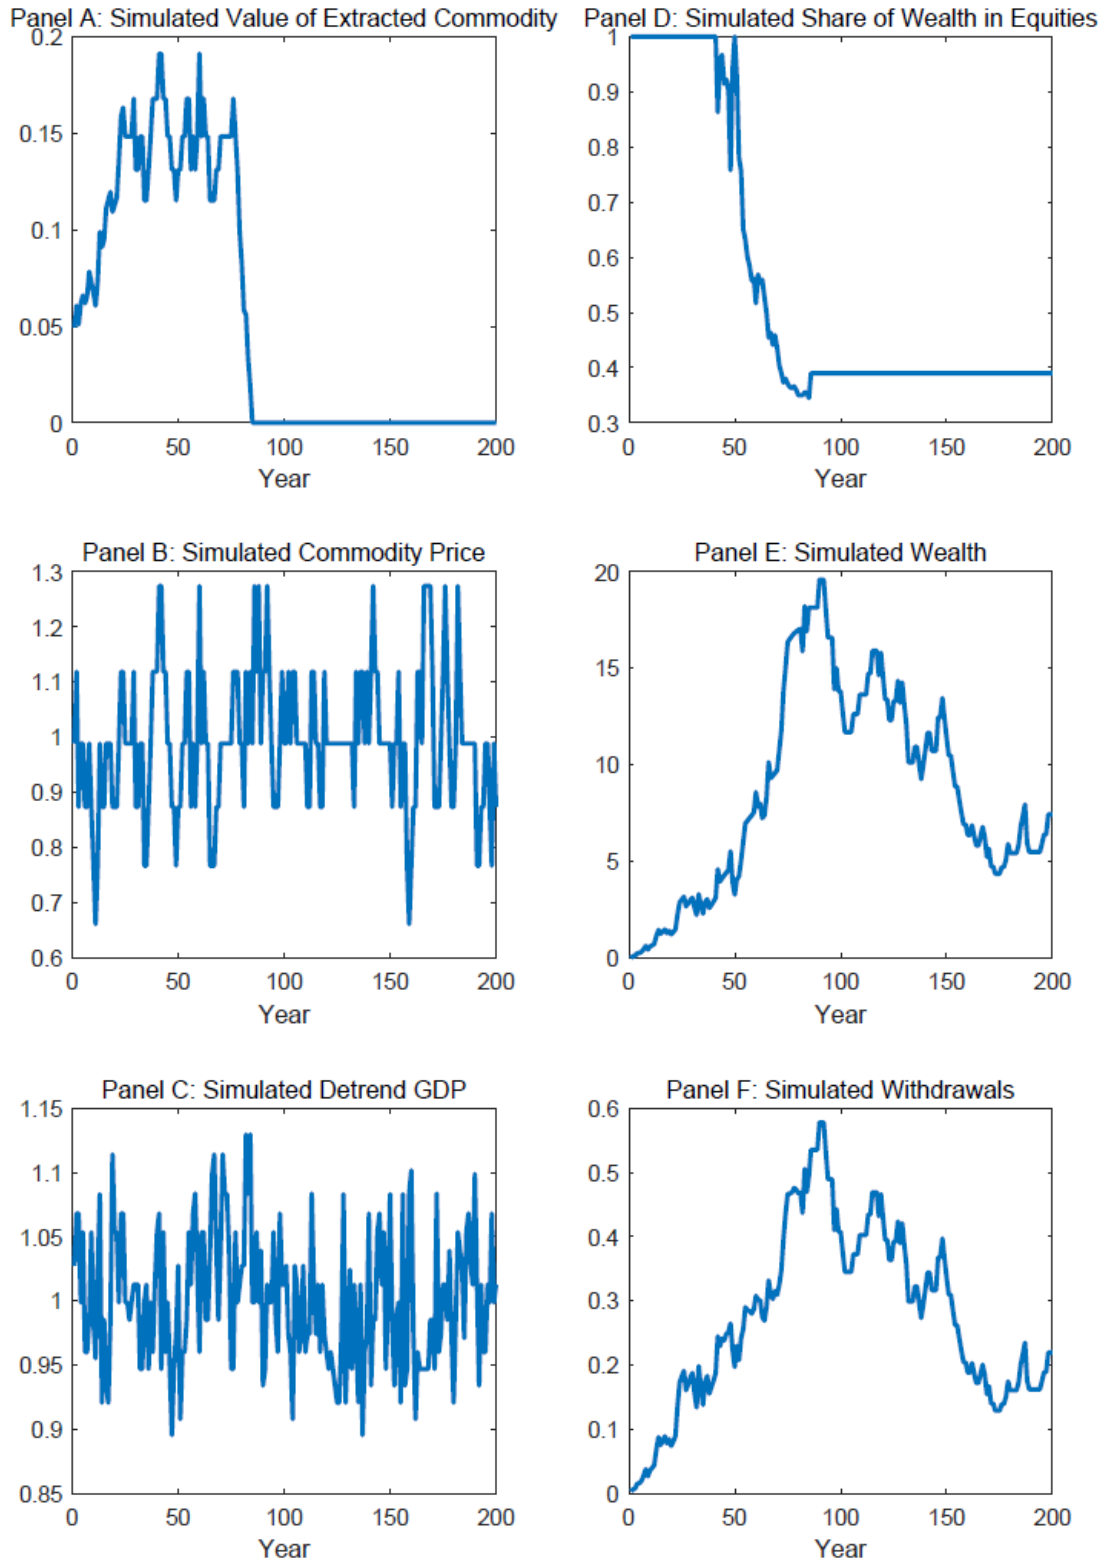 Panel A: Simulated Value of Extracted Commodity
0.2
0.15
0.1
0.05
0
0 50 100 150 200
Year
Panel D: Simulated Share of Wealth in Equities
1
0.9
0.8
0.7
0.6
0.5
0.4
0.3
0 50 100 150 200
Year
Panel B: Simulated Commodity Price
1.3
1.2
1.1
1
0.9
0.8
0.7
0.6
0 50 100 150 200
Year
Panel E: Simulated Wealth
20
15
10
5
0
0 50 100 150 200
Year
Panel C: Simulated Detrend GDP
1.15
1.1
1.05
1
0.95
0.9
0.85
0 50 100 150 200
Year
Panel F: Simulated Withdrawals
0.6
0.5
0.4
0.3
0.2
0.1
0
0 50 100 150 200
Year